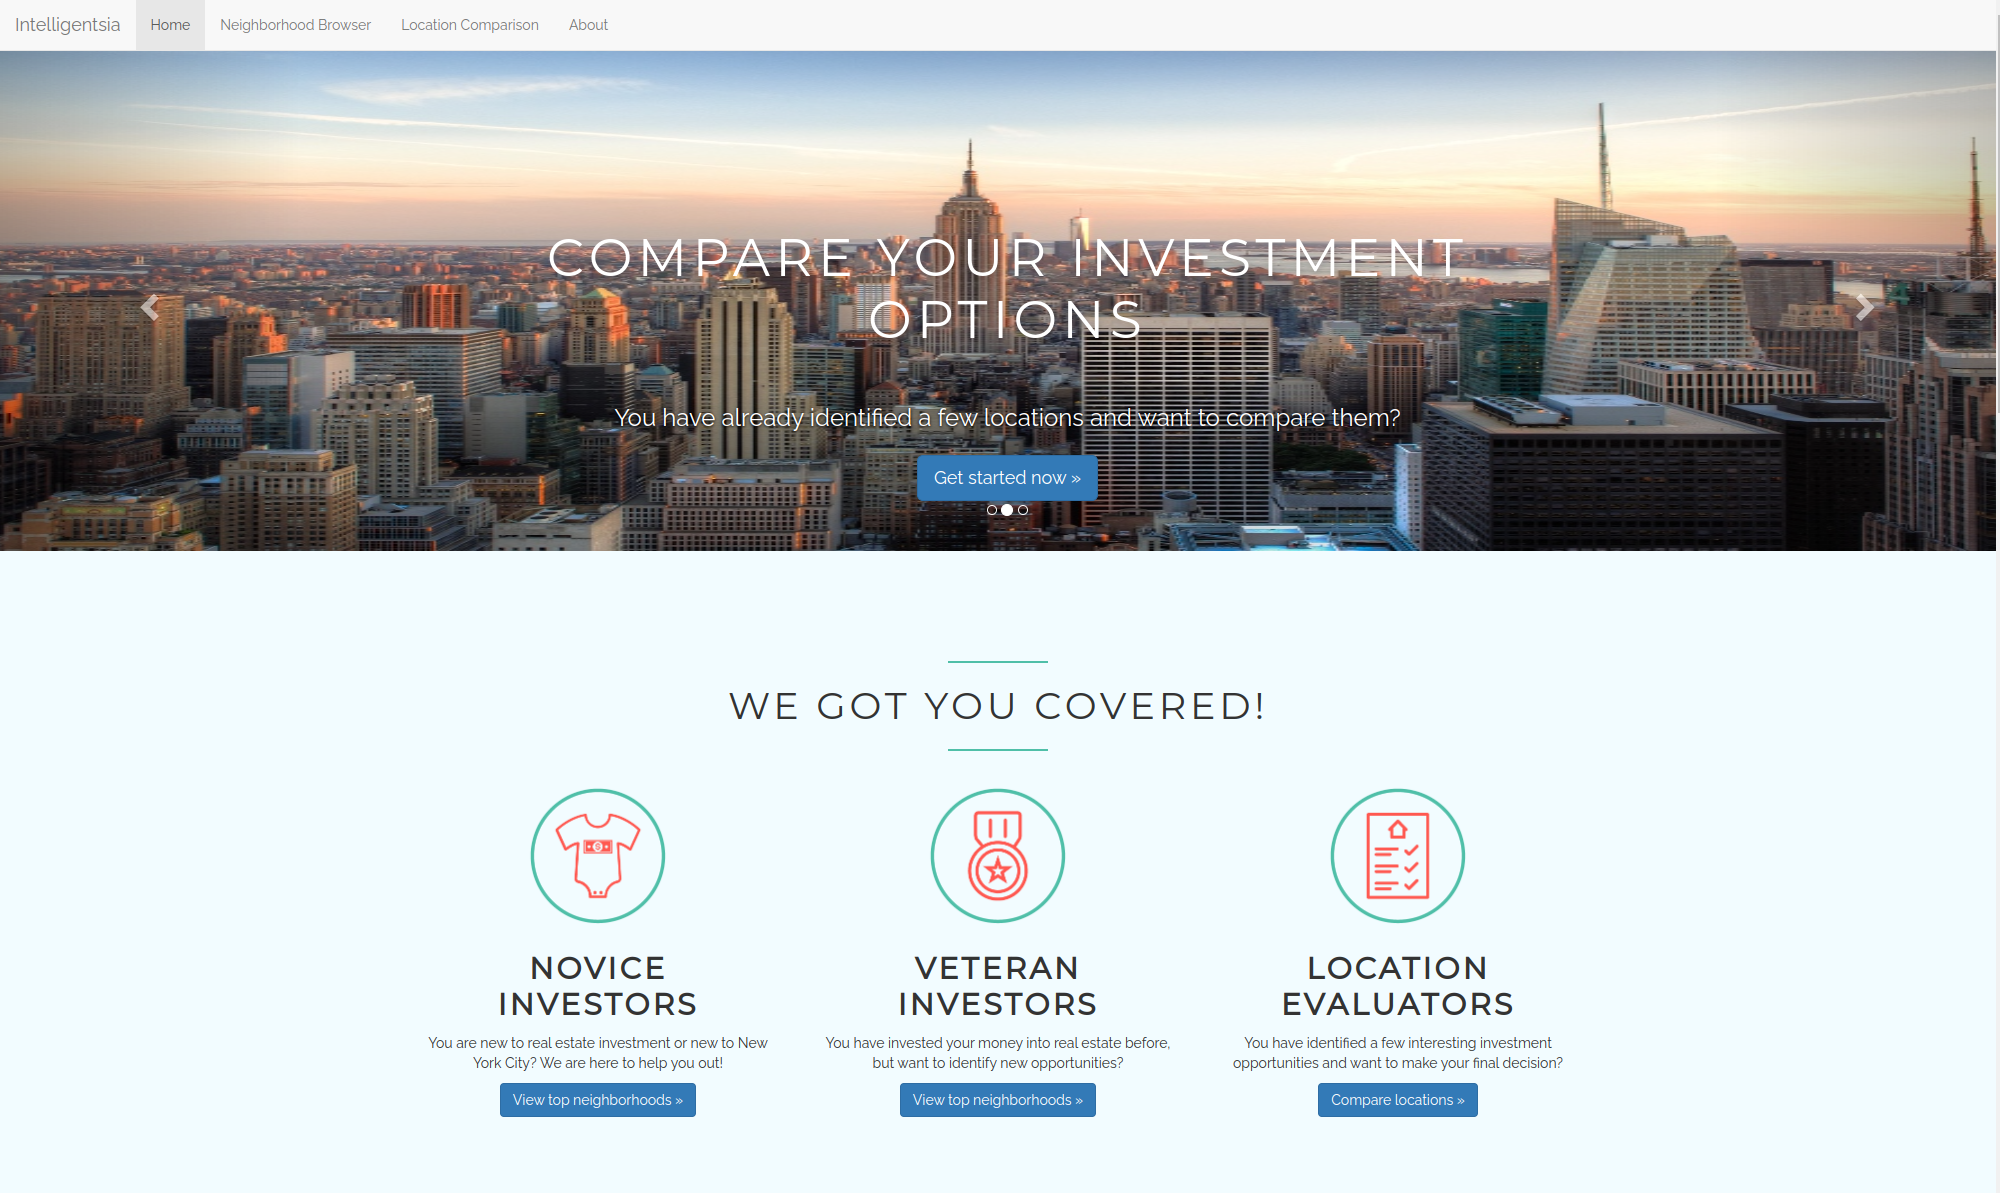 Intelligentsia Home Neighborhood Browser Location Comparison About
COMPARE YOUR INVESTMENT
OPTIONS
You have already identified a few locations and want to compare them?
Get started now »
WE GOT YOU COVERED!
NOVICE
INVESTORS
You are new to real estate investment or new to New
York City? We are here to help you out!
View top neighborhoods »
VETERAN
INVESTORS
You have invested your money into real estate before,
but want to identify new opportunities?
View top neighborhoods »
LOCATION
EVALUATORS
You have identified a few interesting investment
opportunities and want to make your final decision?
Compare locations »